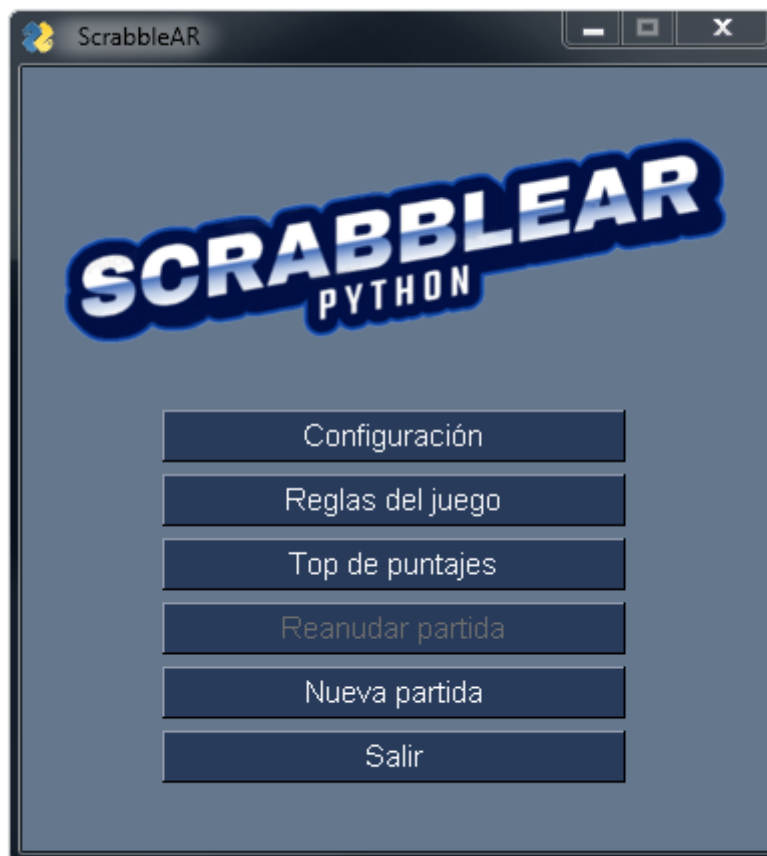 ScrabbleAR
SCRABBLEAR
PYTHON
Configuración
Reglas del juego
Top de puntajes
Reanudar partida
Nueva partida
Salir